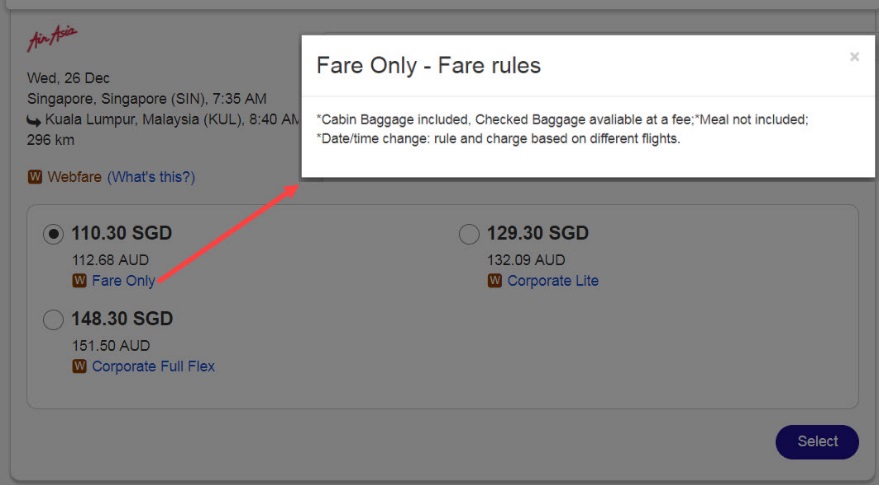 Air Asia
Fare Only - Fare rules
×
*Cabin Baggage included, Checked Baggage avaliable at a fee;*Meal not included;
*Date/time change: rule and charge based on different flights.
Wed, 26 Dec
Singapore, Singapore (SIN), 7:35 AM
Kuala Lumpur, Malaysia (KUL), 8:40 AM
296 km
W Webfare (What's this?)
110.30 SGD
112.68 AUD
W Fare Only
129.30 SGD
132.09 AUD
W Corporate Lite
148.30 SGD
151.50 AUD
W Corporate Full Flex
Select